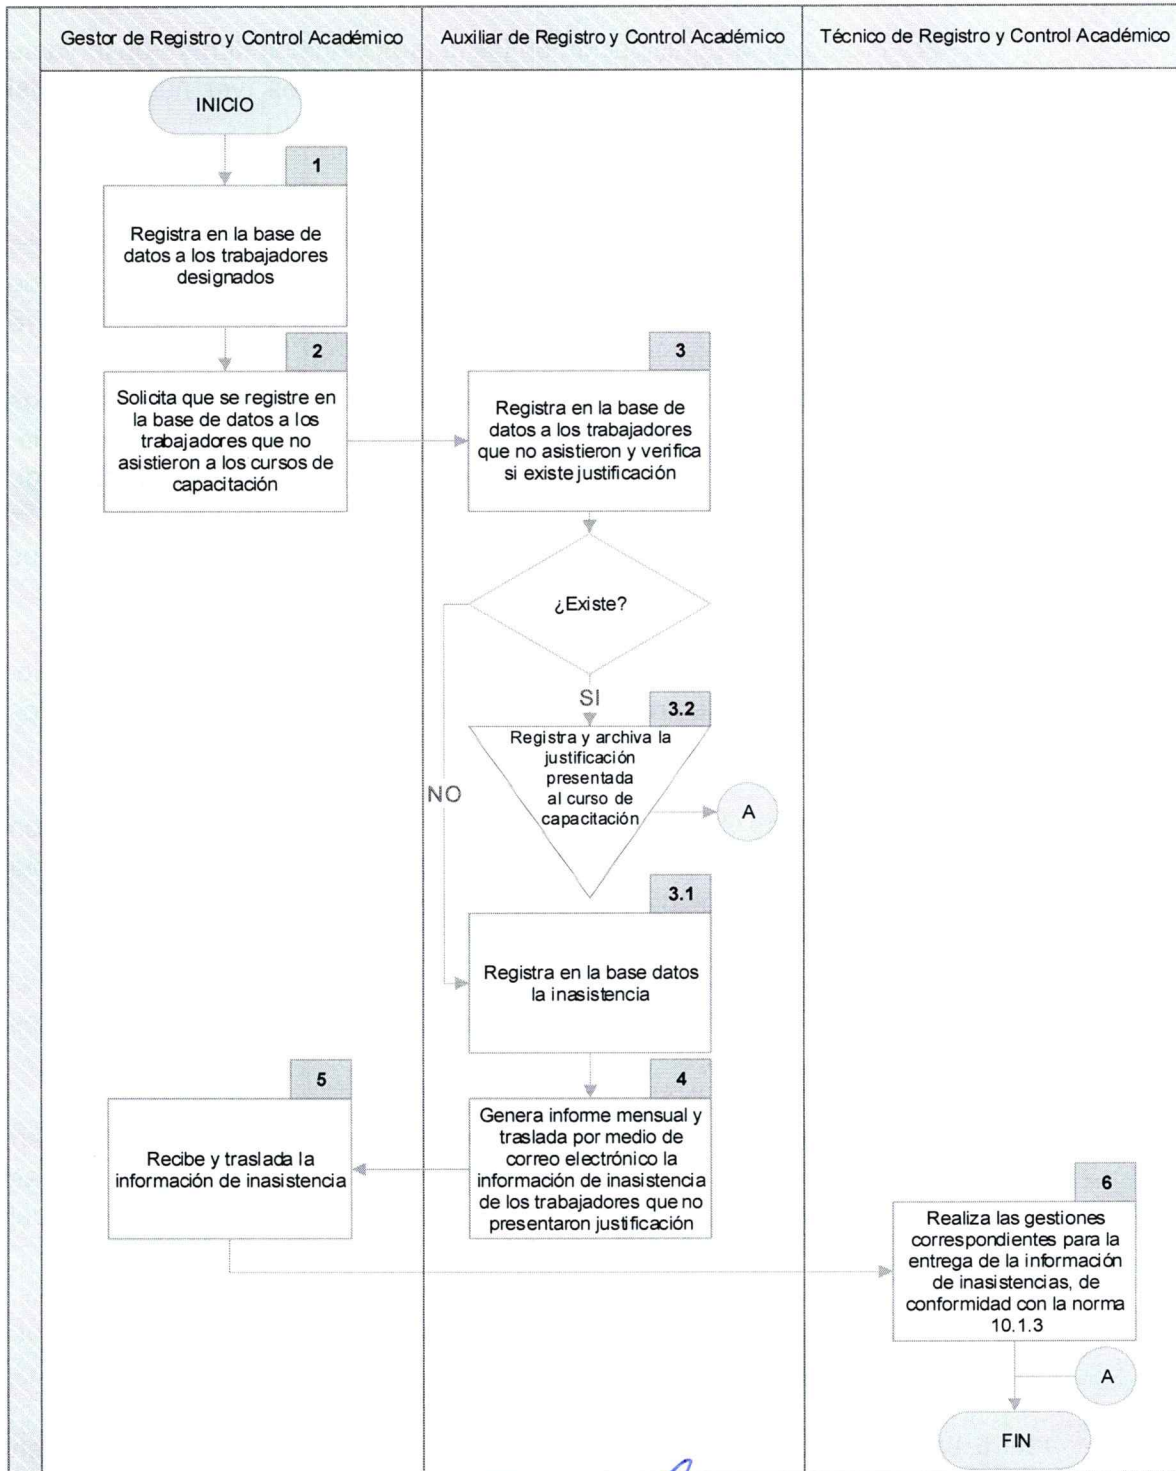 Gestor de Registro y Control Académico
Auxiliar de Registro y Control Académico
Técnico de Registro y Control Académico
INICIO
1
Registra en la base de
datos a los trabajadores
designados
2
Solicita que se registre en
la base de datos a los
trabajadores que no
asistieron a los cursos de
capacitación
3
Registra en la base de
datos a los trabajadores
que no asistieron y verifica
si existe justificación
¿Existe?
SI
3.2
Registra y archiva la
justificación
presentada
al curso de
capacitación
A
NO
3.1
Registra en la base datos
la inasistencia
4
Genera informe mensual y
traslada por medio de
correo electrónico la
información de inasistencia
de los trabajadores que no
presentaron justificación
5
Recibe y traslada la
información de inasistencia
6
Realiza las gestiones
correspondientes para la
entrega de la información
de inasistencias, de
conformidad con la norma
10.1.3
A
FIN